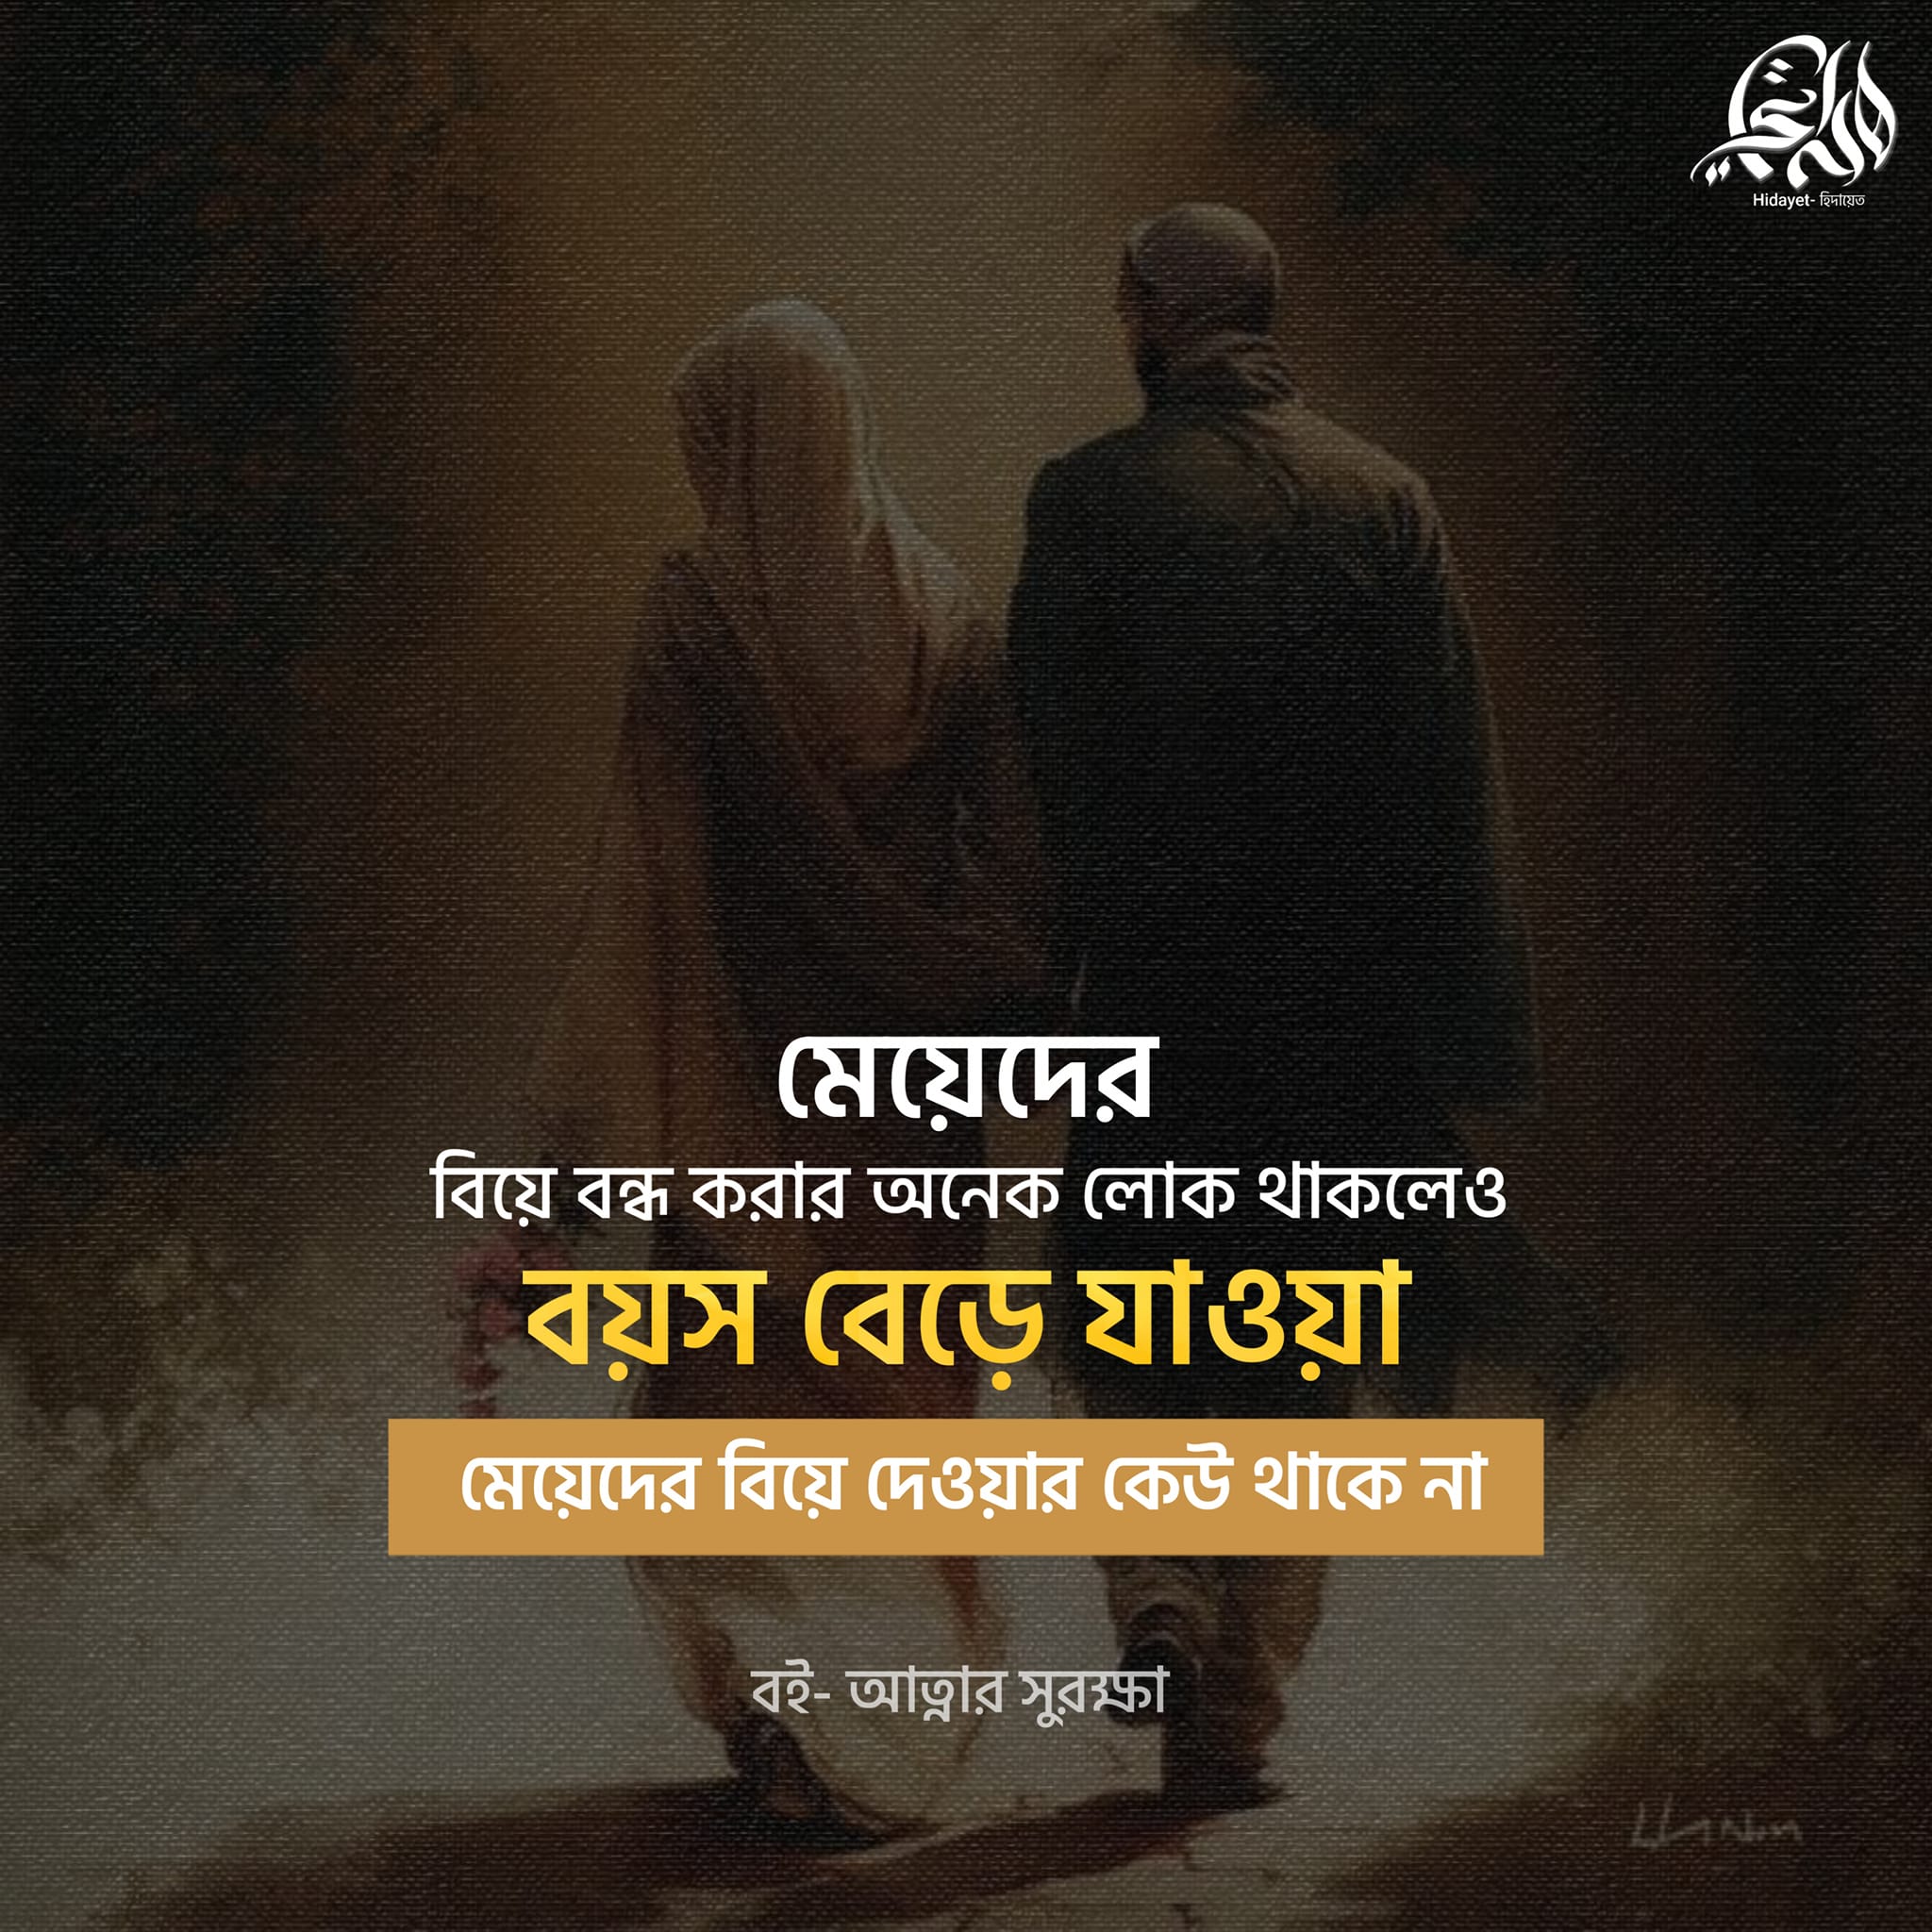 Hidayet- হিদায়েত
মেয়েদের
বিয়ে বন্ধ করার অনেক লোক থাকলেও
বয়স বেড়ে যাওয়া
মেয়েদের বিয়ে দেওয়ার কেউ থাকে না
বই- আত্নার সুরক্ষা